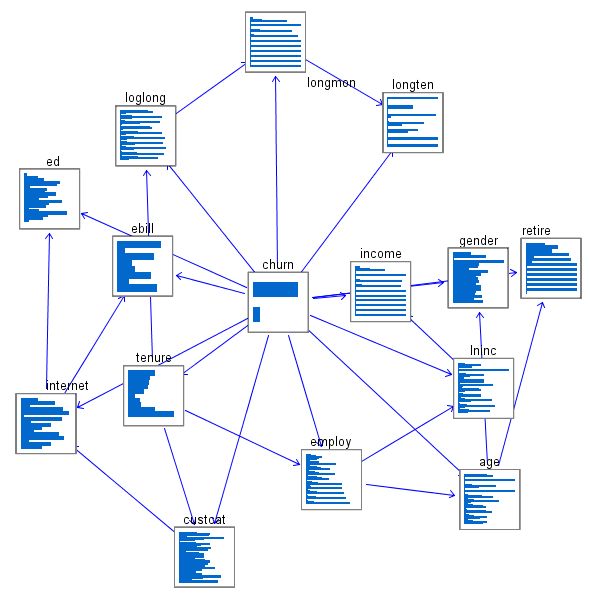 longmon
longten
loglong
ed
ebill
gender
retire
income
churn
lninc
tenure
internet
employ
age
custcat